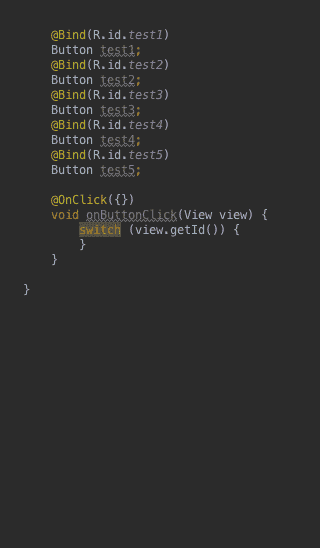 @Bind(R.id.test1)
Button test1;
@Bind(R.id.test2)
Button test2;
@Bind(R.id.test3)
Button test3;
@Bind(R.id.test4)
Button test4;
@Bind(R.id.test5)
Button test5;
@OnClick({})
void onButtonClick(View view) {
switch (view.getId()) {
}
}
}